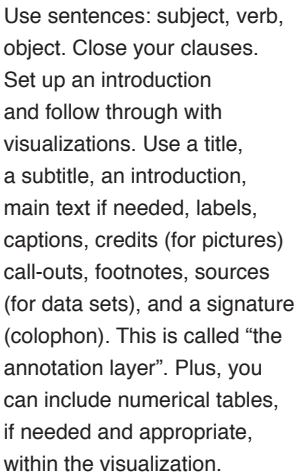 Use sentences: subject, verb,
object. Close your clauses.
Set up an introduction
and follow through with
visualizations. Use a title,
a subtitle, an introduction,
main text if needed, labels,
captions, credits (for pictures)
call-outs, footnotes, sources
(for data sets), and a signature
(colophon). This is called “the
annotation layer”. Plus, you
can include numerical tables,
if needed and appropriate,
within the visualization.